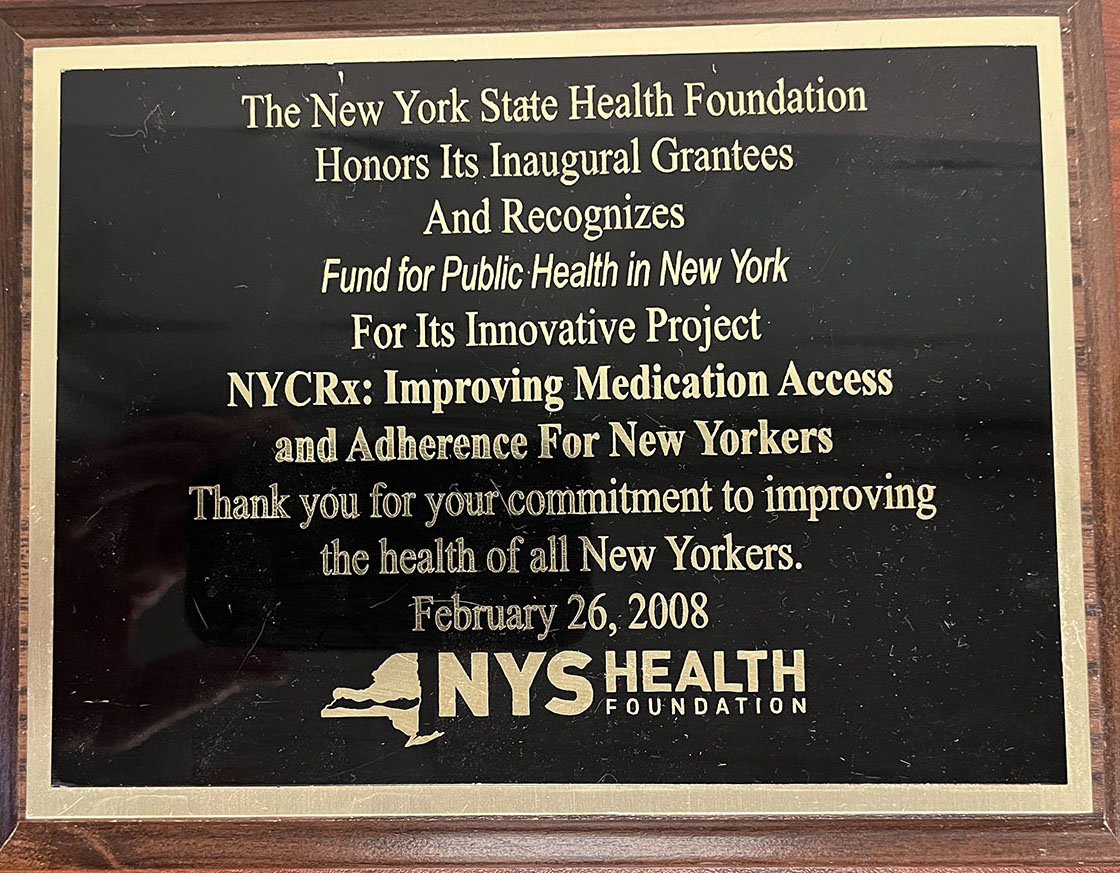 The New York State Health Foundation
Honors Its Inaugural Grantees
And Recognizes
Fund for Public Health in New York
For Its Innovative Project
NYCRx: Improving Medication Access
and Adherence For New Yorkers
Thank you for your commitment to improving
the health of all New Yorkers.
February 26, 2008
NYS HEALTH
FOUNDATION